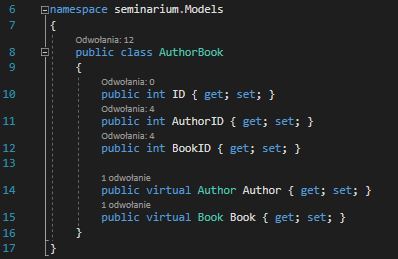 6 namespace seminarium.Models
7 {
Odwołania: 12
8 public class AuthorBook
9 {
Odwołania: 0
10 public int ID { get; set; }
Odwołania: 4
11 public int AuthorID { get; set; }
Odwołania: 4
12 public int BookID { get; set; }
13
1 odwołanie
14 public virtual Author Author { get; set; }
1 odwołanie
15 public virtual Book Book { get; set; }
16 }
17 }